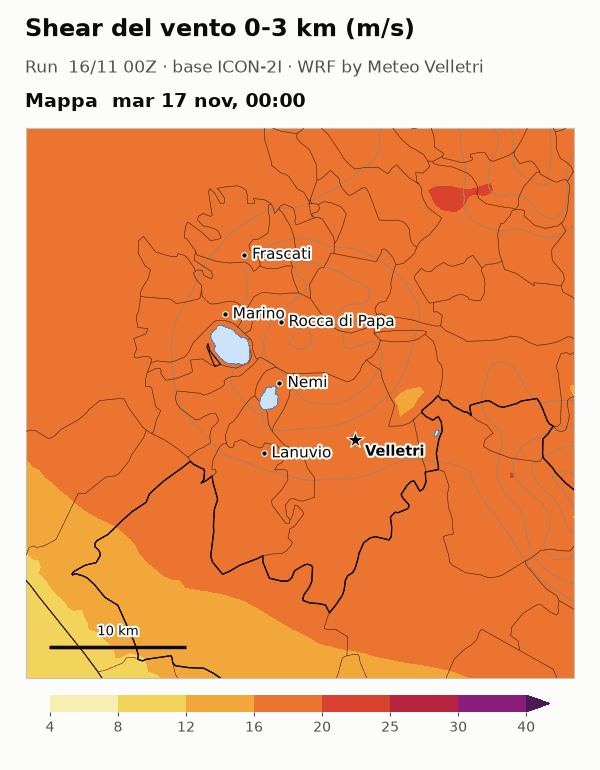 Shear del vento 0-3 km (m/s)
Run  16/11 00Z · base ICON-2I · WRF by Meteo Velletri
Mappa  mar 17 nov, 00:00
Frascati
Marino
Rocca di Papa
Nemi
Velletri
Lanuvio
10 km
4 8 12 16 20 25 30 40